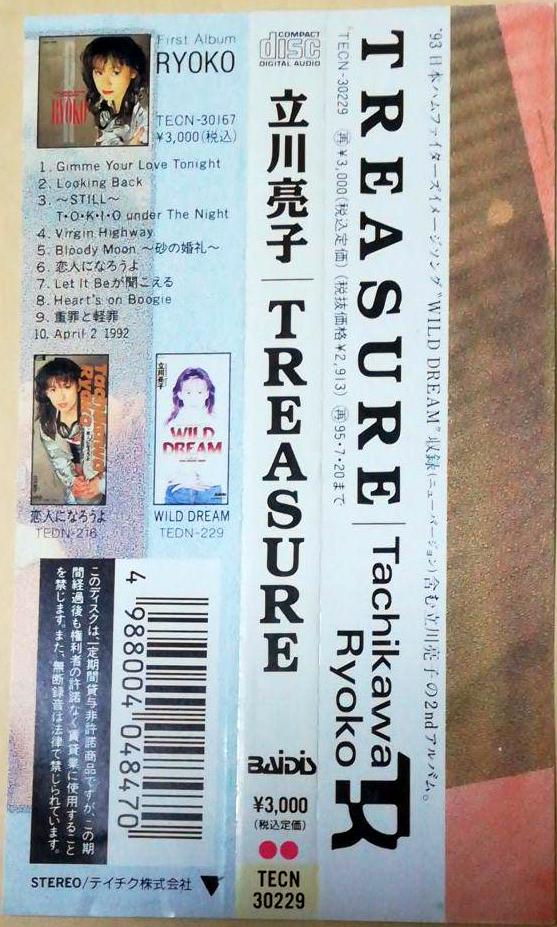 First Album
RYOKO
TECN-30167
¥3,000(税込)
RYOKO
1. Gimme Your Love Tonight
2. Looking Back
3. 〜STILL〜
T・O・K・I・O under The Night
4. Virgin Highway
5. Bloody Moon 〜砂の婚礼〜
6. 恋人になろうよ
7. Let It Beが聞こえる
8. Heart's on Boogie
9. 重罪と軽罪
10. April 2 1992
Tachikawa
Ryoko
恋人になろうよ
TEDN-216
立川亮子
WILD
DREAM
WILD DREAM
TEDN-229
このディスクは、一定期間貸与非許諾商品ですが、この期
間経過後も権利者の許諾なく賃貸業に使用すること
を禁じます。また、無断録音は法律で禁じられています。
4 988004 048470
STEREO/テイチク株式会社
COMPACT
disc
DIGITAL AUDIO
立川亮子
TREASURE
BAIDIS
¥3,000
(税込定価)
TECN
30229
TREASURE
Tachikawa
Ryoko
R
TECN-30229 再¥3,000(税込定価)(税抜価格¥2,913) 再95・7・20まで
'93日本ハムファイターズイメージソング"WILD DREAM"収録(ニューバージョン)含む立川亮子の2ndアルバム。